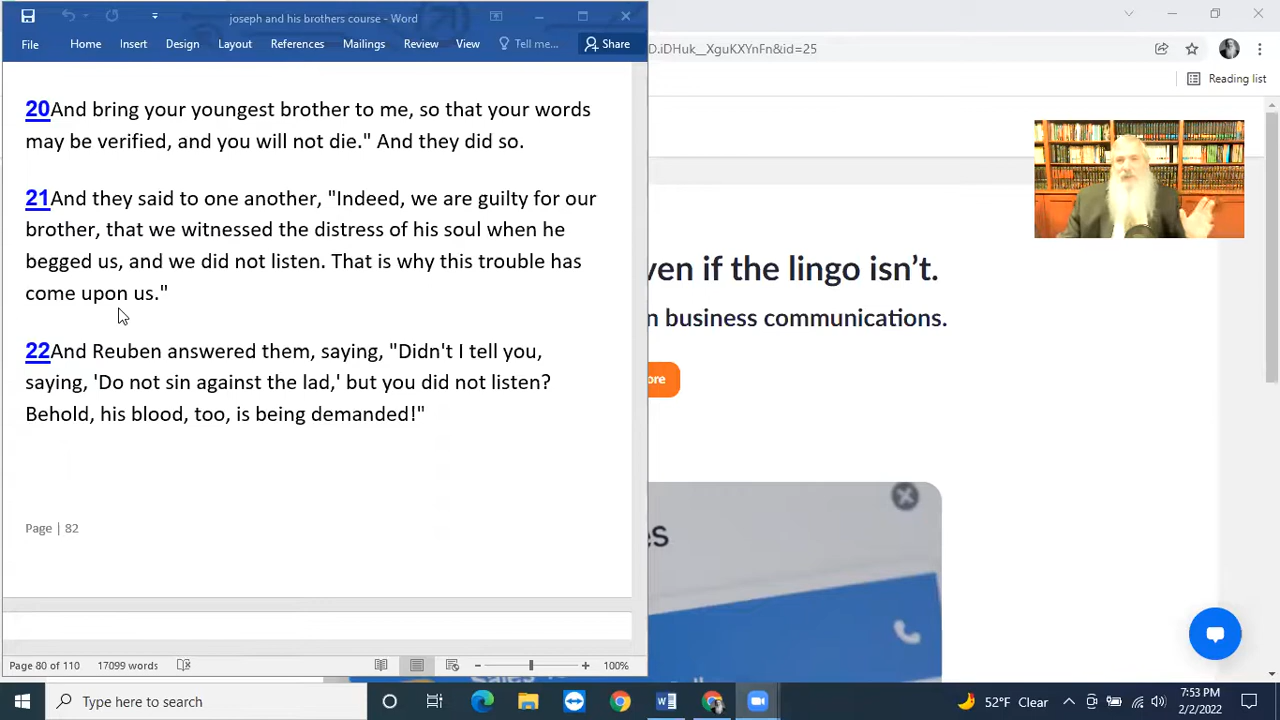 joseph and his brothers course - Word
File Home Insert Design Layout References Mailings Review View Tell me... Share
20And bring your youngest brother to me, so that your words
may be verified, and you will not die." And they did so.
21And they said to one another, "Indeed, we are guilty for our
brother, that we witnessed the distress of his soul when he
begged us, and we did not listen. That is why this trouble has
come upon us."
22And Reuben answered them, saying, "Didn't I tell you,
saying, 'Do not sin against the lad,' but you did not listen?
Behold, his blood, too, is being demanded!"
Page | 82
Page 80 of 110 17099 words 100%
D.iDHuk__XguKXYnFn&id=25
Reading list
ven if the lingo isn't.
n business communications.
ore
es
Type here to search
52°F Clear
7:53 PM
2/2/2022